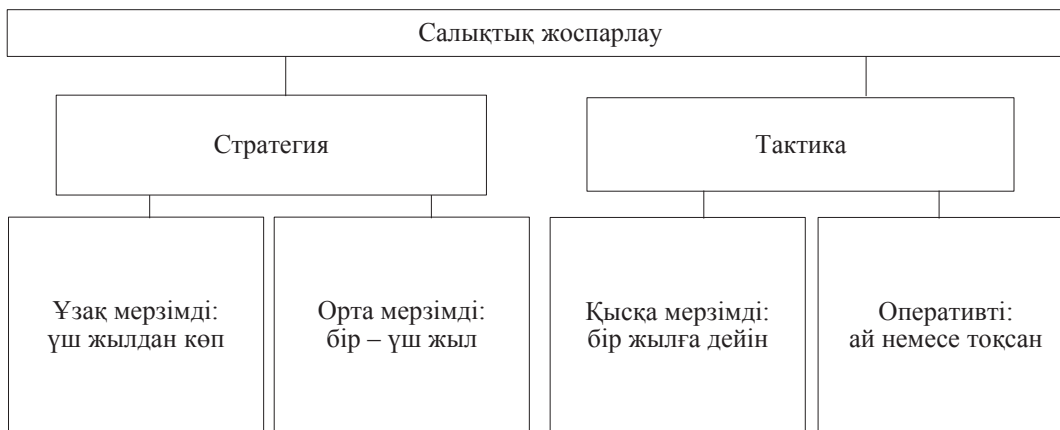 Салықтық жоспарлау
Стратегия
Тактика
Ұзақ мерзімді:
үш жылдан көп
Орта мерзімді:
бір – үш жыл
Қысқа мерзімді:
бір жылға дейін
Оперативті:
ай немесе тоқсан